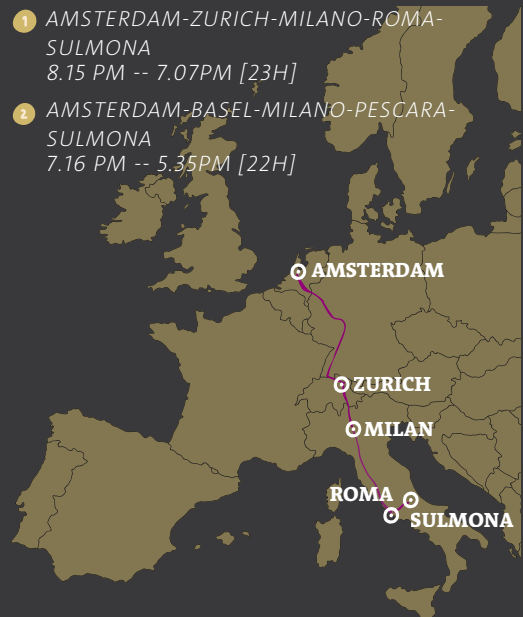 1 AMSTERDAM-ZURICH-MILANO-ROMA-
SULMONA
8.15 PM -- 7.07PM [23H]
2 AMSTERDAM-BASEL-MILANO-PESCARA-
SULMONA
7.16 PM -- 5.35PM [22H]
AMSTERDAM
ZURICH
MILAN
ROMA
SULMONA